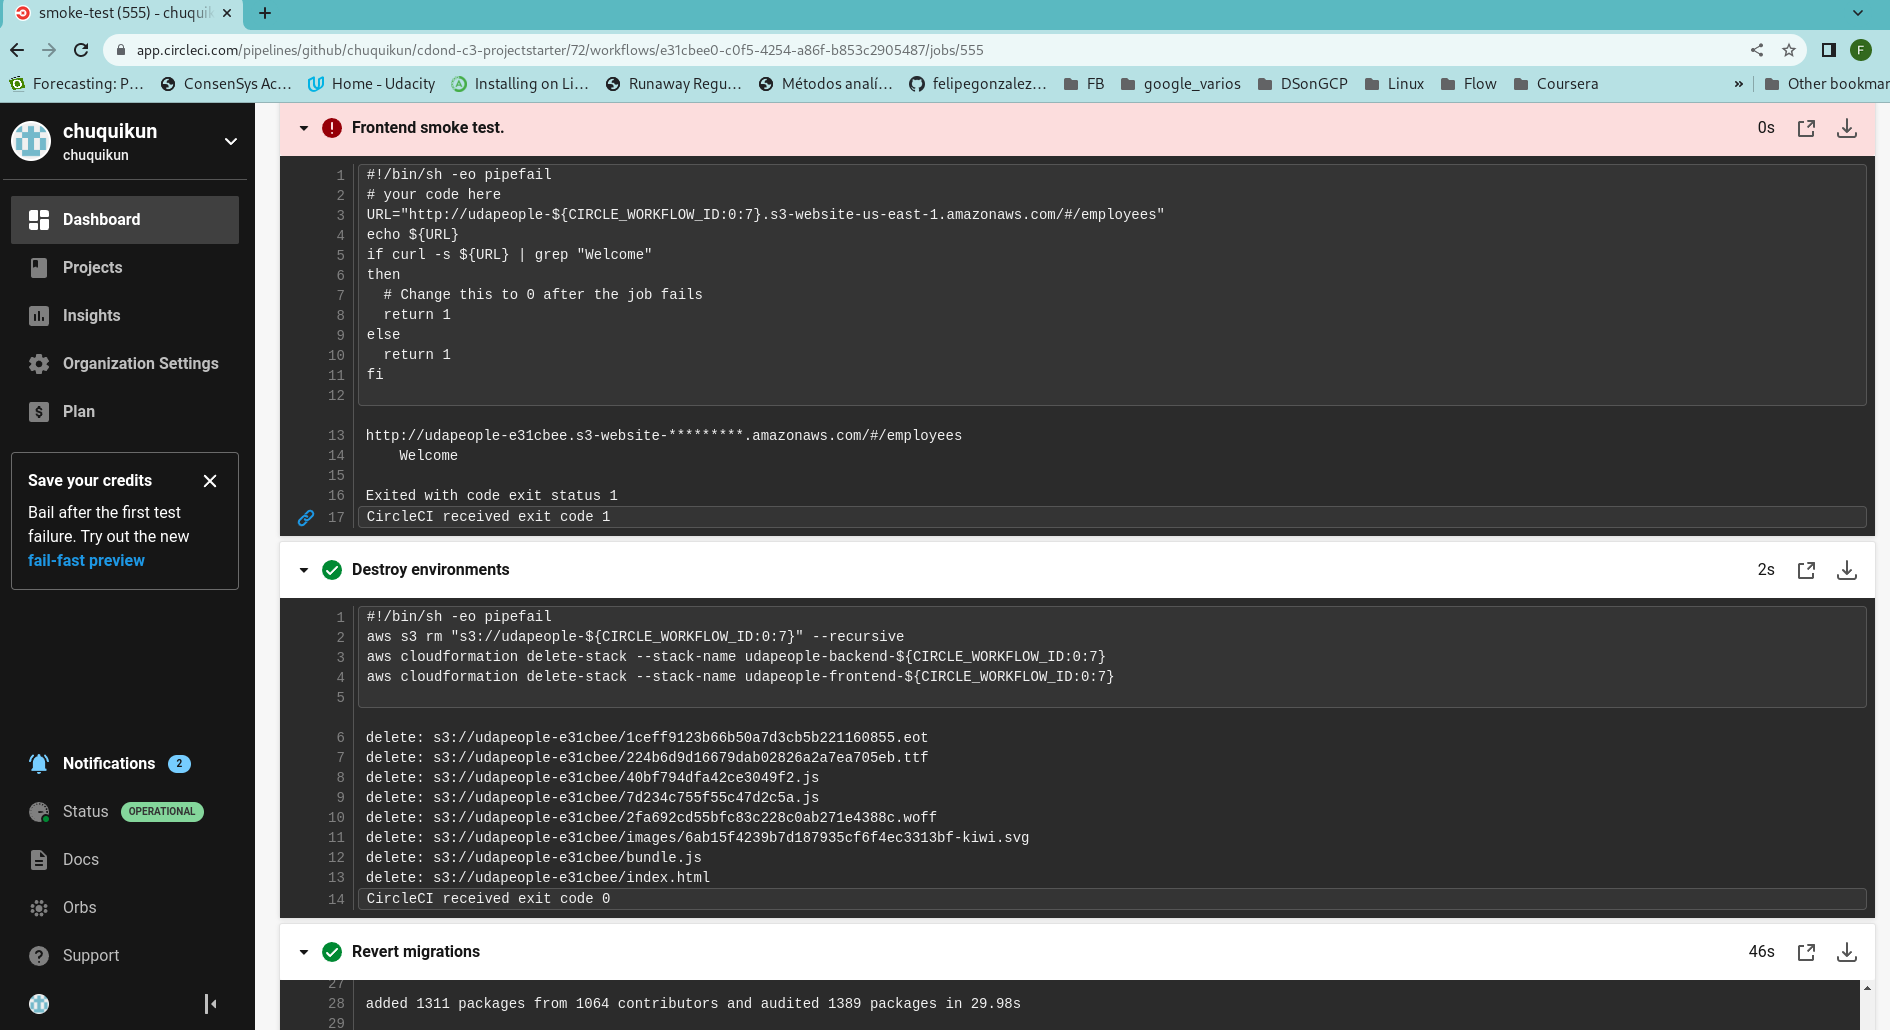 smoke-test (555) - chuquik
app.circleci.com/pipelines/github/chuquikun/cdond-c3-projectstarter/72/workflows/e31cbee0-c0f5-4254-a86f-b853c2905487/jobs/555
F
Forecasting: P… ConsenSys Ac… Home - Udacity Installing on Li… Runaway Regu… Métodos analí… felipegonzalez… FB google_varios DSonGCP Linux Flow Coursera » Other bookmar
chuquikun
chuquikun
Dashboard
Projects
Insights
Organization Settings
Plan
Save your credits
Bail after the first test
failure. Try out the new
fail-fast preview
Notifications 2
Status OPERATIONAL
Docs
Orbs
Support
Frontend smoke test. 0s
1 #!/bin/sh -eo pipefail
2 # your code here
3 URL="http://udapeople-${CIRCLE_WORKFLOW_ID:0:7}.s3-website-us-east-1.amazonaws.com/#/employees"
4 echo ${URL}
5 if curl -s ${URL} | grep "Welcome"
6 then
7 # Change this to 0 after the job fails
8 return 1
9 else
10 return 1
11 fi
12
13 http://udapeople-e31cbee.s3-website-*********.amazonaws.com/#/employees
14 Welcome
15
16 Exited with code exit status 1
17 CircleCI received exit code 1
Destroy environments 2s
1 #!/bin/sh -eo pipefail
2 aws s3 rm "s3://udapeople-${CIRCLE_WORKFLOW_ID:0:7}" --recursive
3 aws cloudformation delete-stack --stack-name udapeople-backend-${CIRCLE_WORKFLOW_ID:0:7}
4 aws cloudformation delete-stack --stack-name udapeople-frontend-${CIRCLE_WORKFLOW_ID:0:7}
5
6 delete: s3://udapeople-e31cbee/1ceff9123b66b50a7d3cb5b221160855.eot
7 delete: s3://udapeople-e31cbee/224b6d9d16679dab02826a2a7ea705eb.ttf
8 delete: s3://udapeople-e31cbee/40bf794dfa42ce3049f2.js
9 delete: s3://udapeople-e31cbee/7d234c755f55c47d2c5a.js
10 delete: s3://udapeople-e31cbee/2fa692cd55bfc83c228c0ab271e4388c.woff
11 delete: s3://udapeople-e31cbee/images/6ab15f4239b7d187935cf6f4ec3313bf-kiwi.svg
12 delete: s3://udapeople-e31cbee/bundle.js
13 delete: s3://udapeople-e31cbee/index.html
14 CircleCI received exit code 0
Revert migrations 46s
27
28 added 1311 packages from 1064 contributors and audited 1389 packages in 29.98s
29